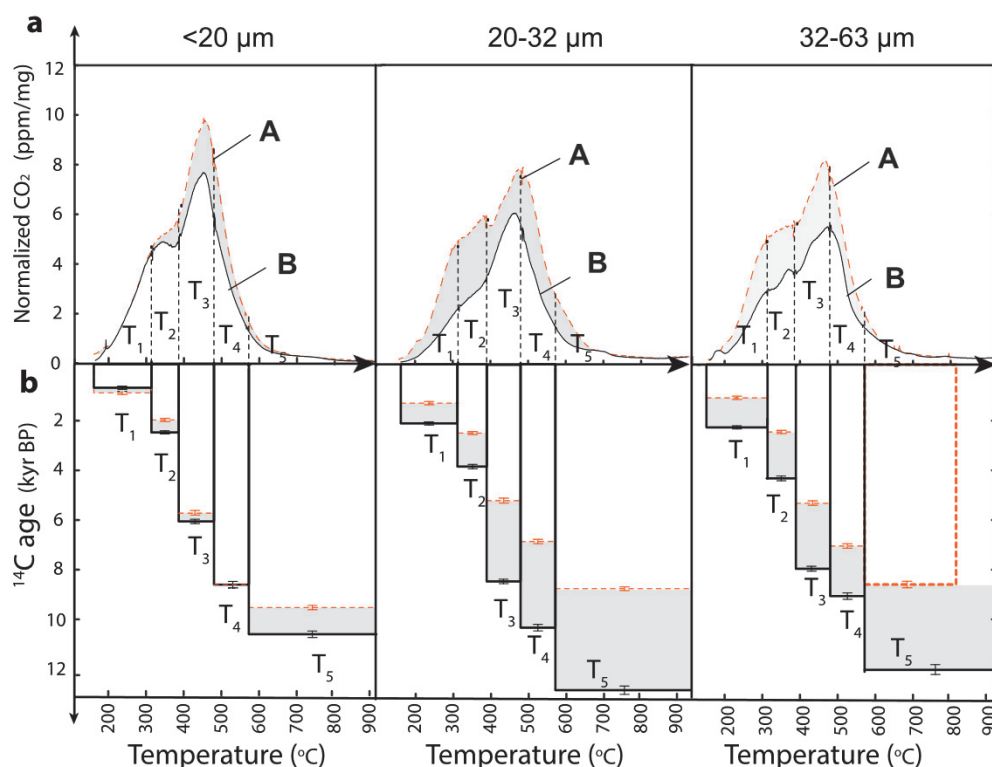 a
<20 μm 20-32 μm 32-63 μm
Normalized CO₂ (ppm/mg)
12
10
8
6
4
2
0
A
B
T₁ T₂ T₃ T₄ T₅
A
B
T₁ T₂ T₃ T₄ T₅
A
B
T₁ T₂ T₃ T₄ T₅
b
¹⁴C age (kyr BP)
2
4
6
8
10
12
T₁
T₂
T₃
T₄
T₅
T₁
T₂
T₃
T₄
T₅
T₁
T₂
T₃
T₄
T₅
200 300 400 500 600 700 800 900
200 300 400 500 600 700 800 900
200 300 400 500 600 700 800 900
Temperature (°C) Temperature (°C) Temperature (°C)